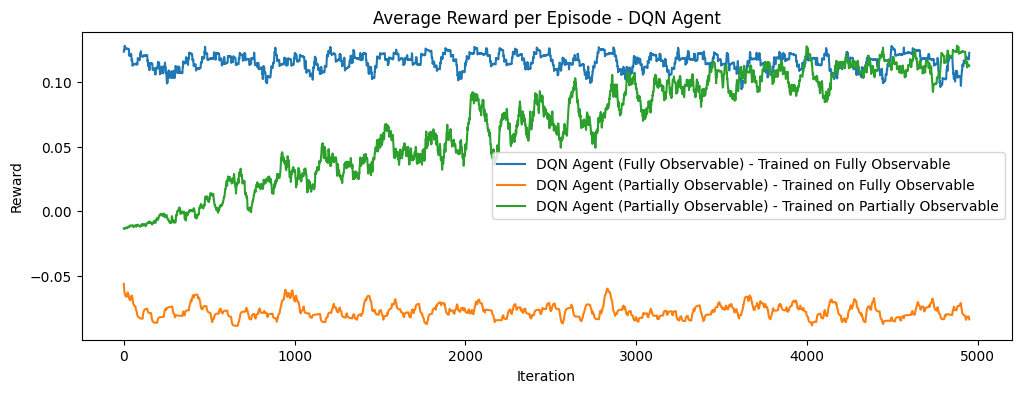 Average Reward per Episode - DQN Agent
Reward
0.10
0.05
0.00
−0.05
DQN Agent (Fully Observable) - Trained on Fully Observable
DQN Agent (Partially Observable) - Trained on Fully Observable
DQN Agent (Partially Observable) - Trained on Partially Observable
0
1000
2000
3000
4000
5000
Iteration